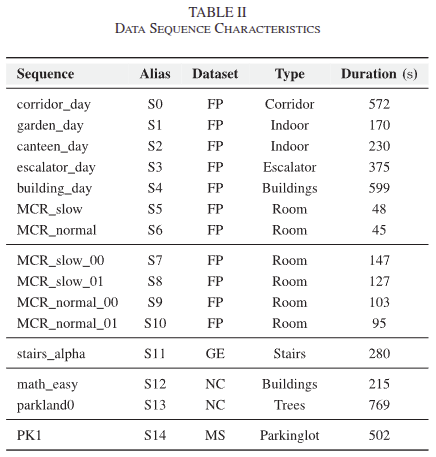 TABLE II
DATA SEQUENCE CHARACTERISTICS
Sequence Alias Dataset Type Duration (s)
corridor_day S0 FP Corridor 572
garden_day S1 FP Indoor 170
canteen_day S2 FP Indoor 230
escalator_day S3 FP Escalator 375
building_day S4 FP Buildings 599
MCR_slow S5 FP Room 48
MCR_normal S6 FP Room 45
MCR_slow_00 S7 FP Room 147
MCR_slow_01 S8 FP Room 127
MCR_normal_00 S9 FP Room 103
MCR_normal_01 S10 FP Room 95
stairs_alpha S11 GE Stairs 280
math_easy S12 NC Buildings 215
parkland0 S13 NC Trees 769
PK1 S14 MS Parkinglot 502